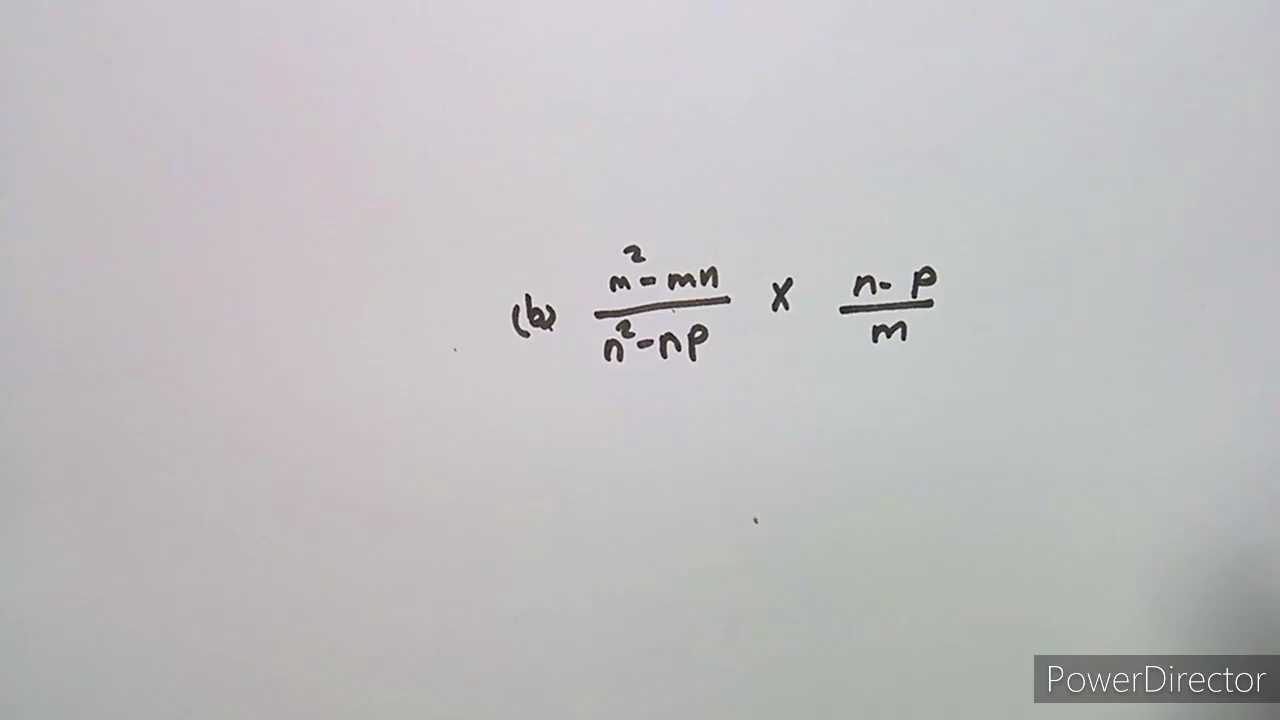 (b) m² - mn / n² - np × n - p / m
PowerDirector